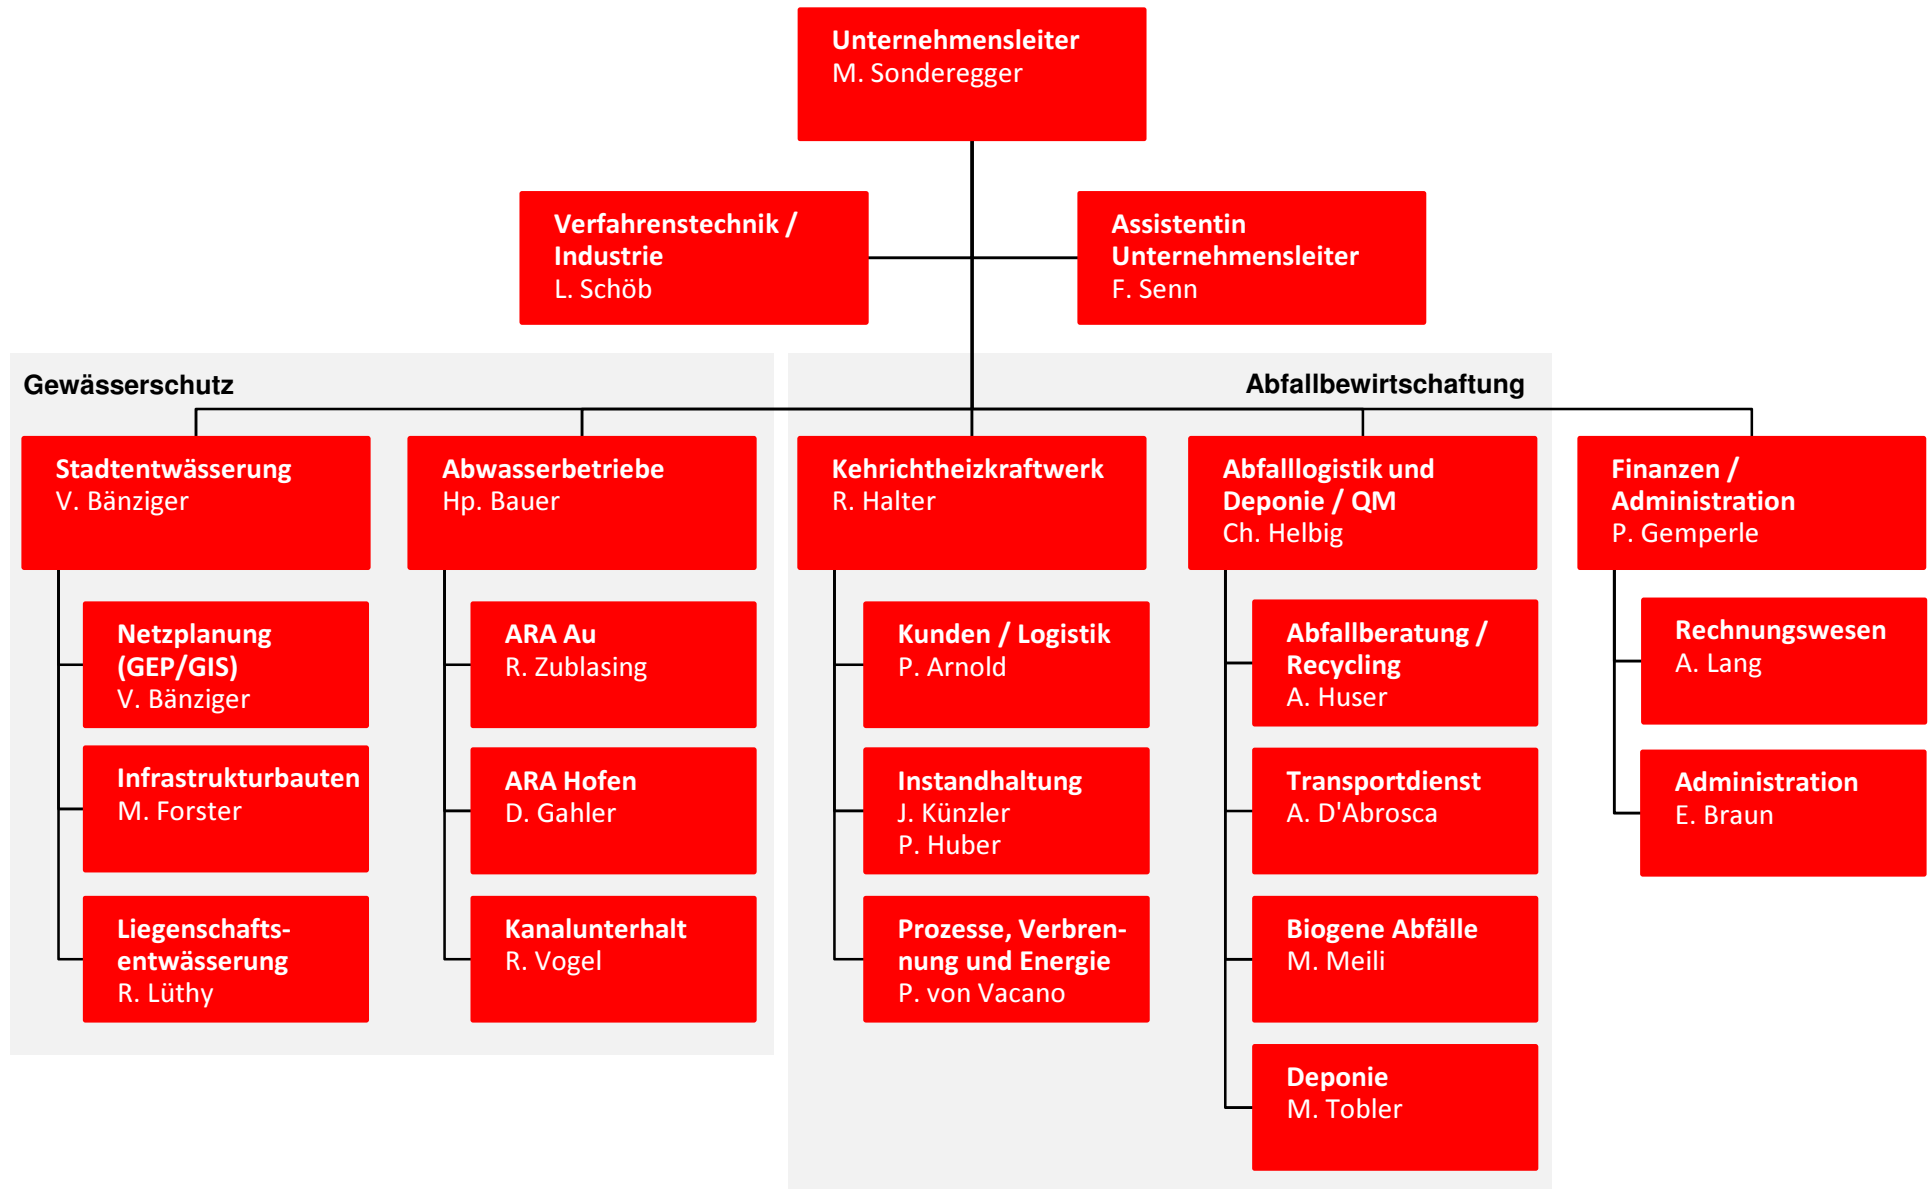 Unternehmensleiter
M. Sonderegger
Verfahrenstechnik /
Industrie
L. Schöb
Assistentin
Unternehmensleiter
F. Senn
Gewässerschutz
Abfallbewirtschaftung
Stadtentwässerung
V. Bänziger
Netzplanung
(GEP/GIS)
V. Bänziger
Infrastrukturbauten
M. Forster
Liegenschafts-
entwässerung
R. Lüthy
Abwasserbetriebe
Hp. Bauer
ARA Au
R. Zublasing
ARA Hofen
D. Gahler
Kanalunterhalt
R. Vogel
Kehrichtheizkraftwerk
R. Halter
Kunden / Logistik
P. Arnold
Instandhaltung
J. Künzler
P. Huber
Prozesse, Verbren-
nung und Energie
P. von Vacano
Abfalllogistik und
Deponie / QM
Ch. Helbig
Abfallberatung /
Recycling
A. Huser
Transportdienst
A. D'Abrosca
Biogene Abfälle
M. Meili
Deponie
M. Tobler
Finanzen /
Administration
P. Gemperle
Rechnungswesen
A. Lang
Administration
E. Braun